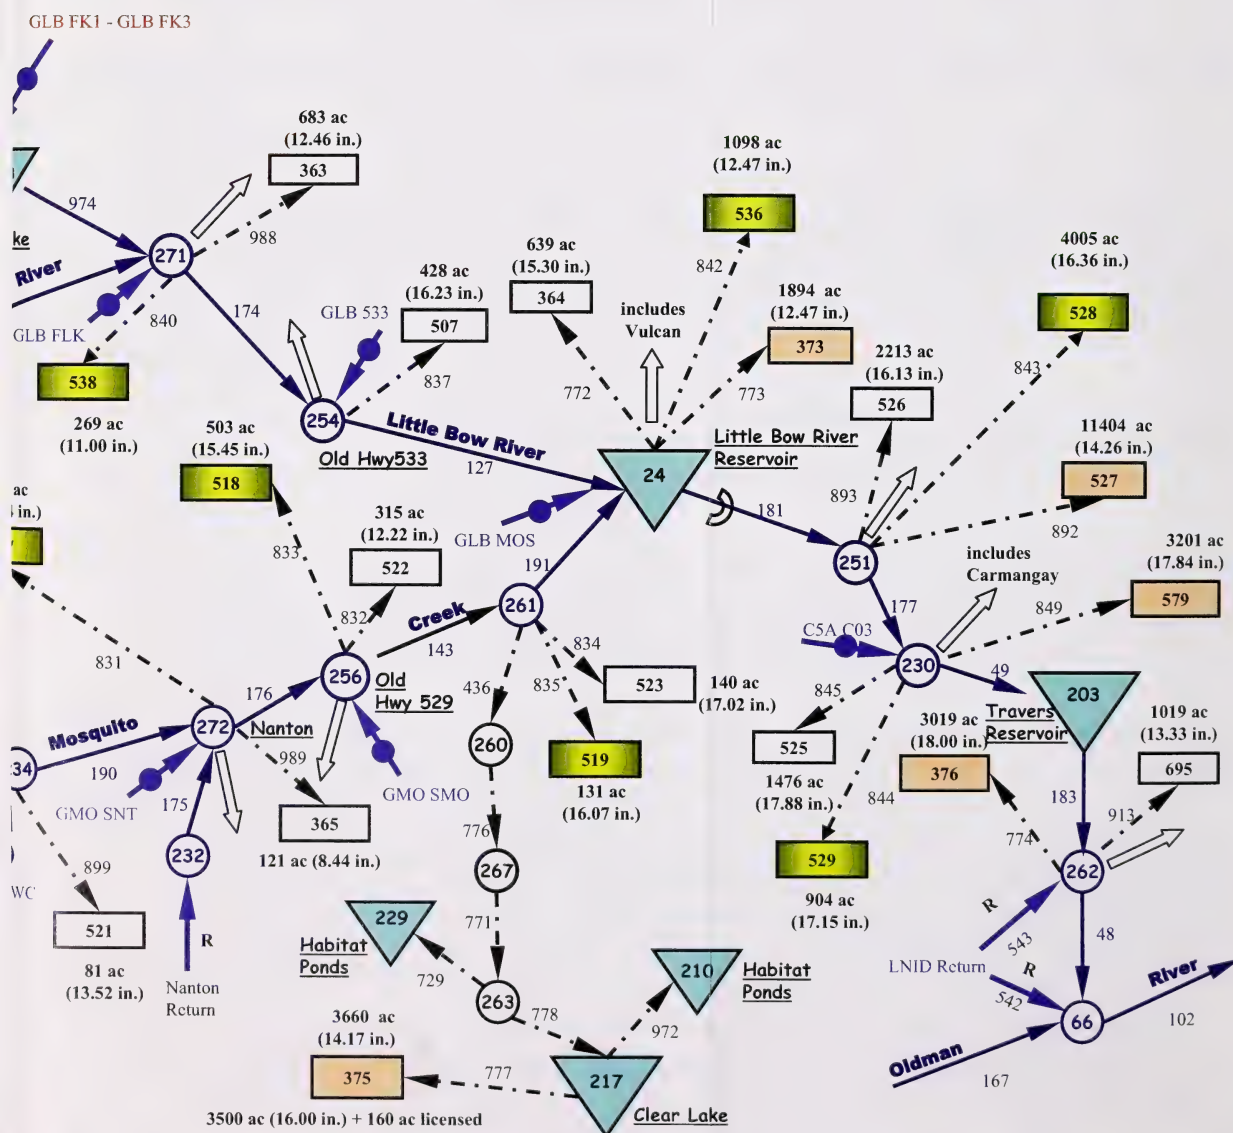 GLB FK1 - GLB FK3
683 ac
(12.46 in.)
363
974
988
ke
River
271
GLB FLK
840
174
538
269 ac
(11.00 in.)
GLB 533
428 ac
(16.23 in.)
507
837
254
Old Hwy533
Little Bow River
127
639 ac
(15.30 in.)
364
772
includes
Vulcan
1098 ac
(12.47 in.)
536
842
1894 ac
(12.47 in.)
373
773
24
Little Bow River
Reservoir
GLB MOS
191
181
4005 ac
(16.36 in.)
528
843
2213 ac
(16.13 in.)
526
893
11404 ac
(14.26 in.)
527
892
251
177
includes
Carmangay
3201 ac
(17.84 in.)
579
849
C5A C03
230
49
845
525
1476 ac
(17.88 in.)
844
529
904 ac
(17.15 in.)
203
Travers
Reservoir
3019 ac
(18.00 in.)
376
774
183
1019 ac
(13.33 in.)
695
913
262
R
543
LNID Return
R
542
48
66
River
102
Oldman
167
503 ac
(15.45 in.)
518
833
315 ac
(12.22 in.)
522
832
Creek
143
261
256
Old
Hwy 529
ac
in.)
831
176
Mosquito
190
272
Nanton
989
GMO SNT
175
GMO SMO
365
121 ac (8.44 in.)
232
899
WC
521
81 ac
(13.52 in.)
R
Nanton
Return
436
834
835
523
140 ac
(17.02 in.)
519
131 ac
(16.07 in.)
260
776
267
771
229
Habitat
Ponds
729
263
778
210
Habitat
Ponds
972
3660 ac
(14.17 in.)
375
777
217
Clear Lake
3500 ac (16.00 in.) + 160 ac licensed